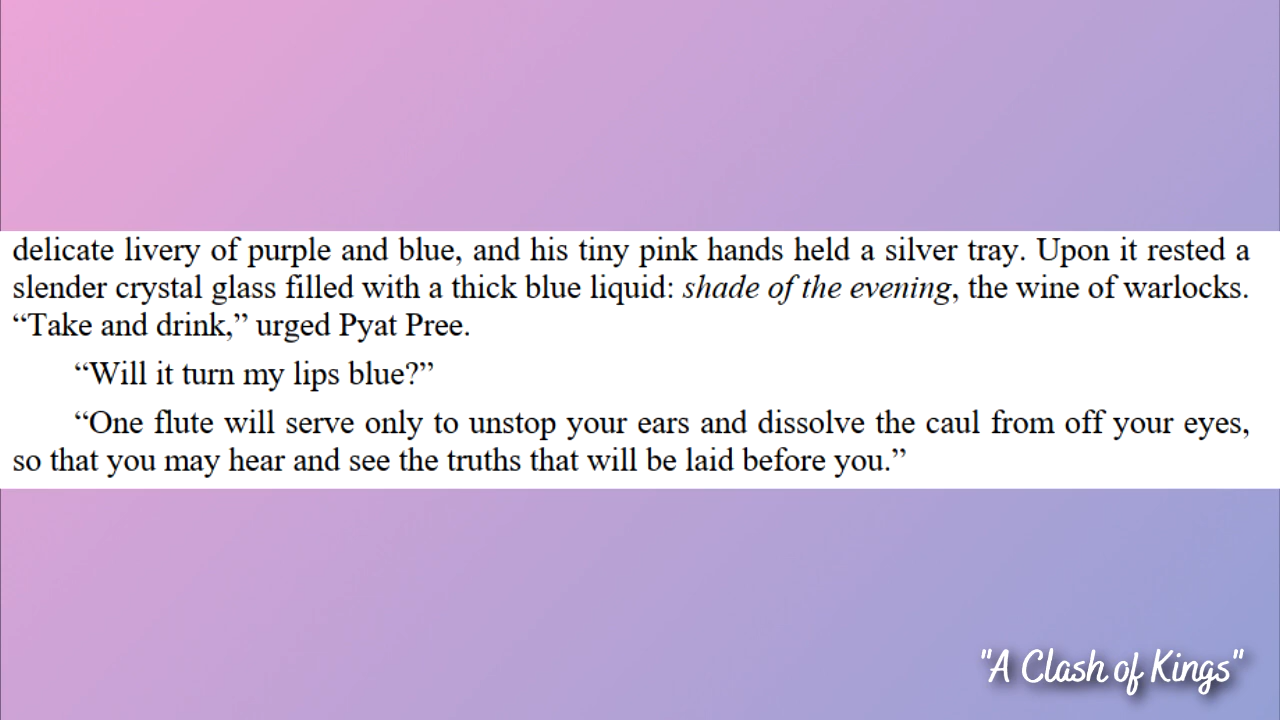 delicate livery of purple and blue, and his tiny pink hands held a silver tray. Upon it rested a
slender crystal glass filled with a thick blue liquid: shade of the evening, the wine of warlocks.
“Take and drink,” urged Pyat Pree.
“Will it turn my lips blue?”
“One flute will serve only to unstop your ears and dissolve the caul from off your eyes,
so that you may hear and see the truths that will be laid before you.”
"A Clash of Kings"